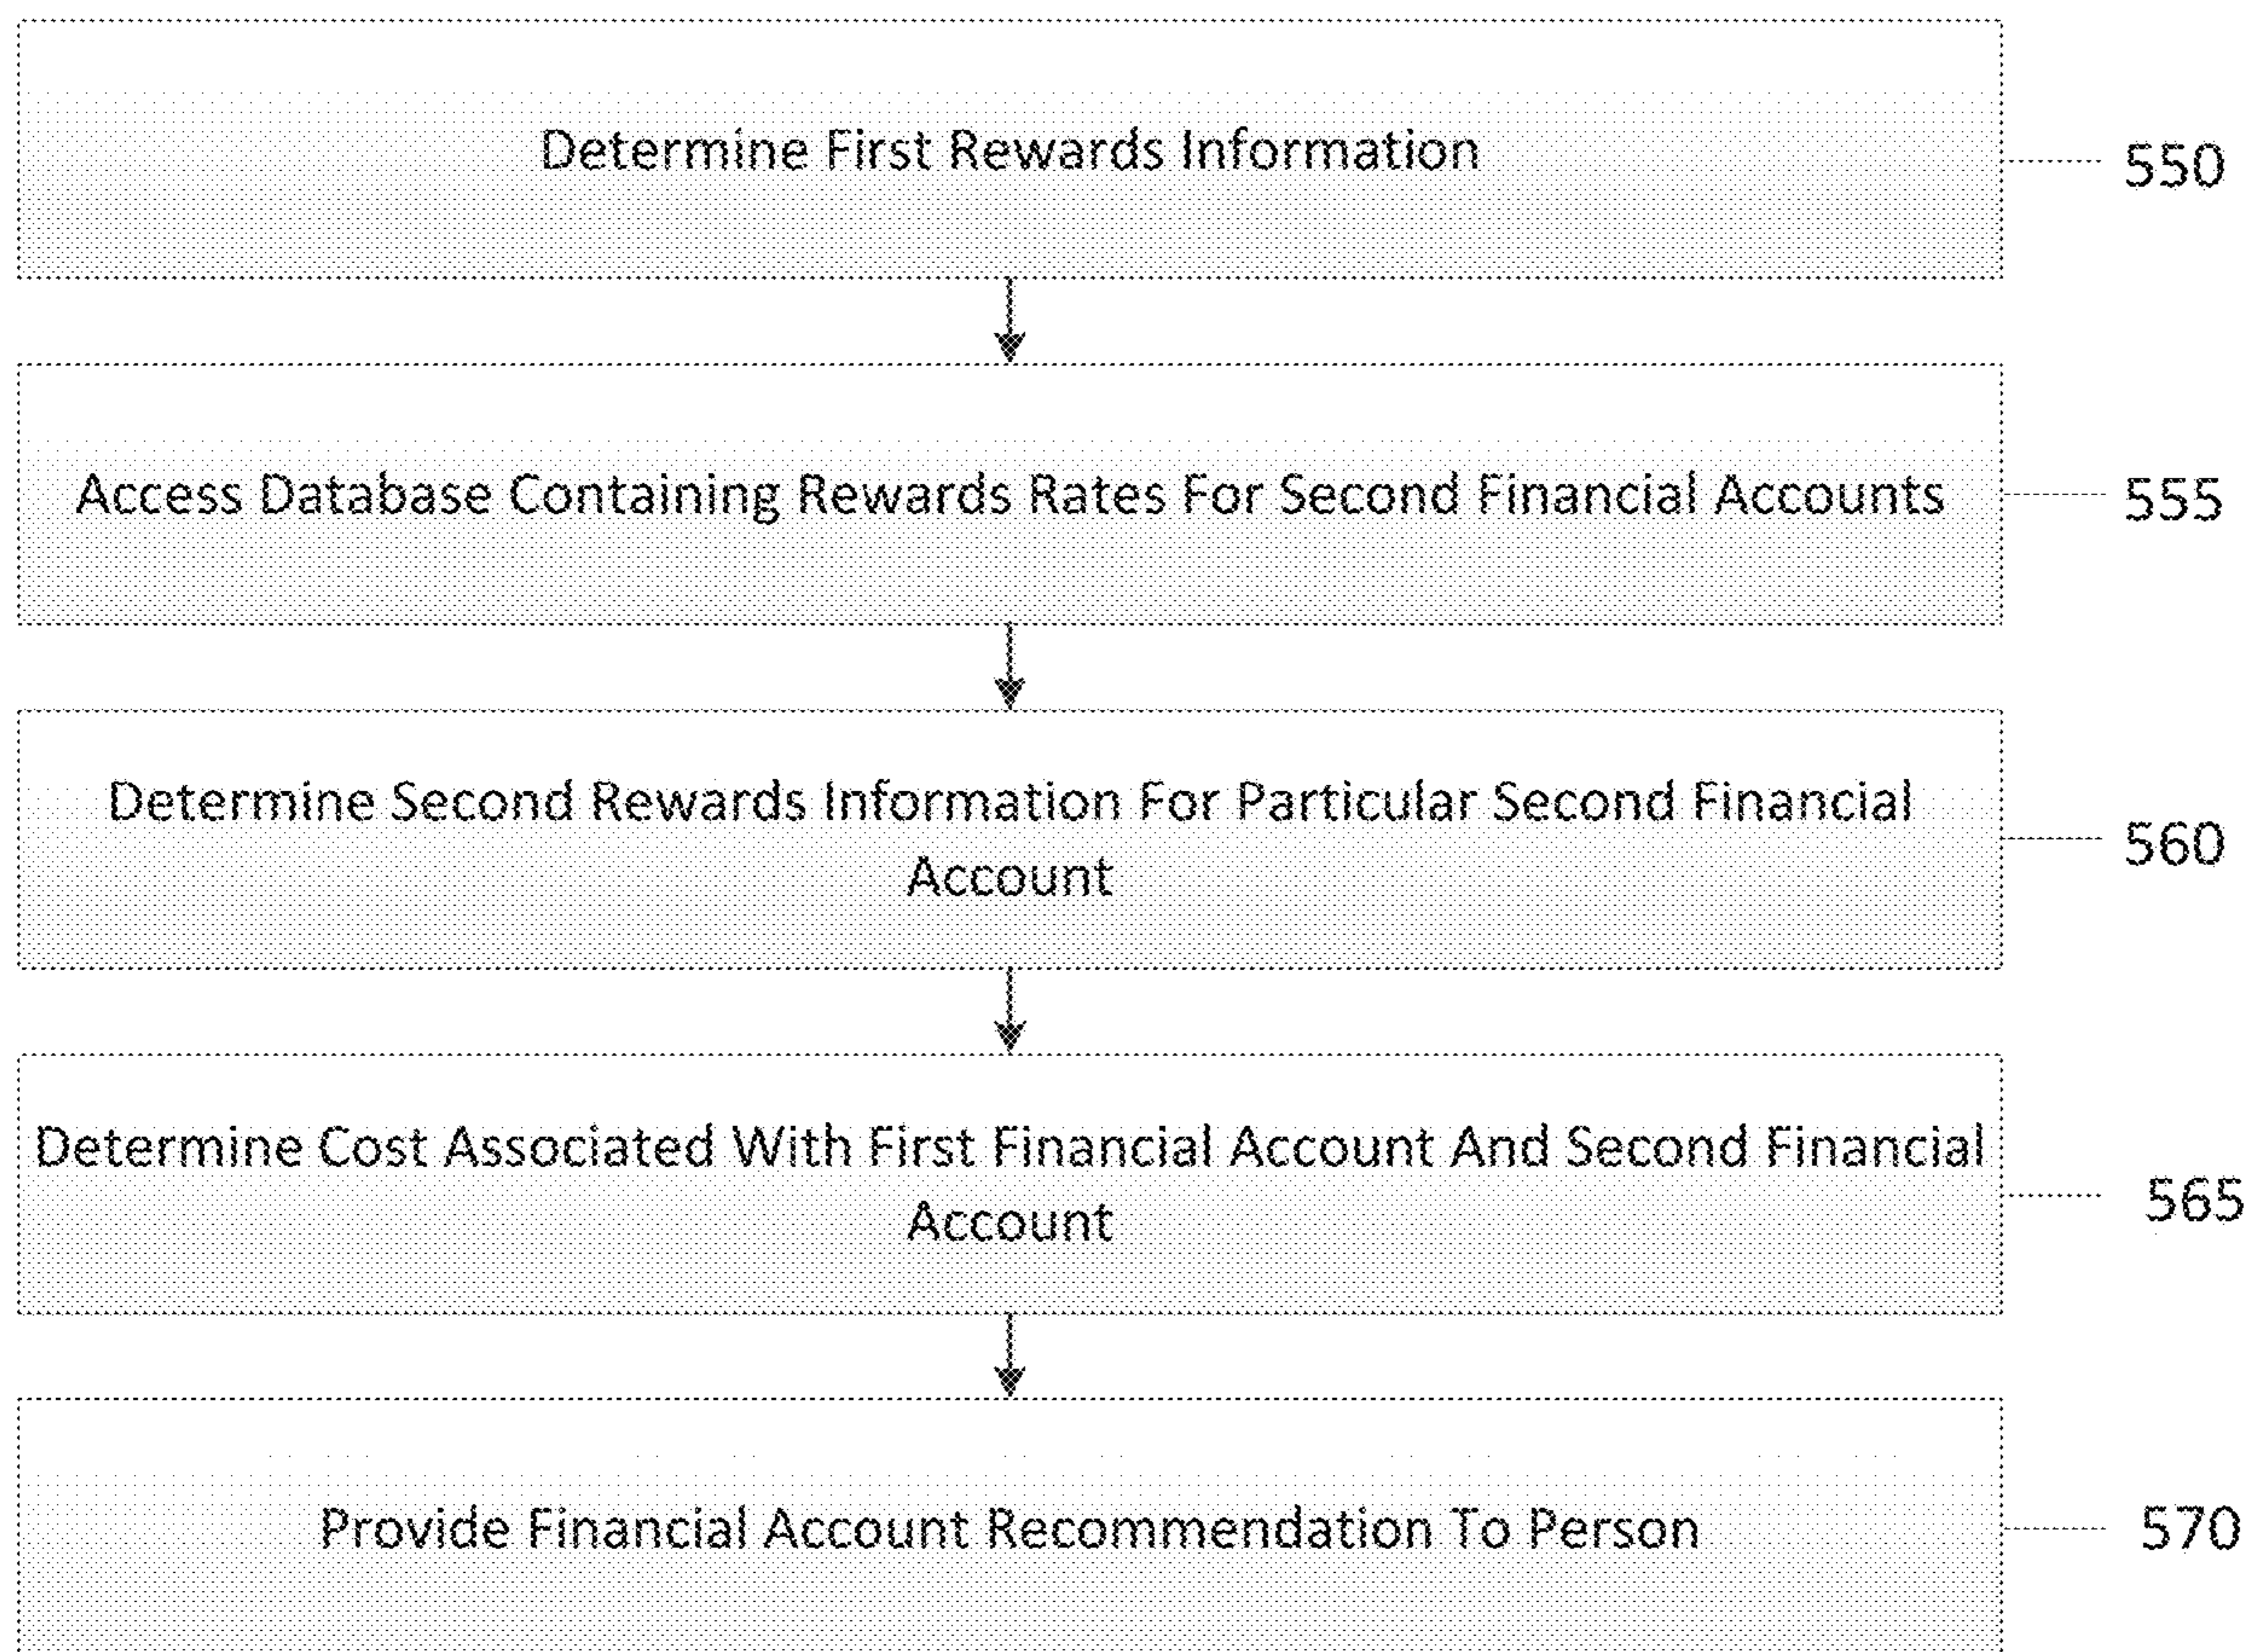 Determine First Rewards Information
550
Access Database Containing Rewards Rates For Second Financial Accounts
555
Determine Second Rewards Information For Particular Second Financial
Account
560
Determine Cost Associated With First Financial Account And Second Financial
Account
565
Provide Financial Account Recommendation To Person
570